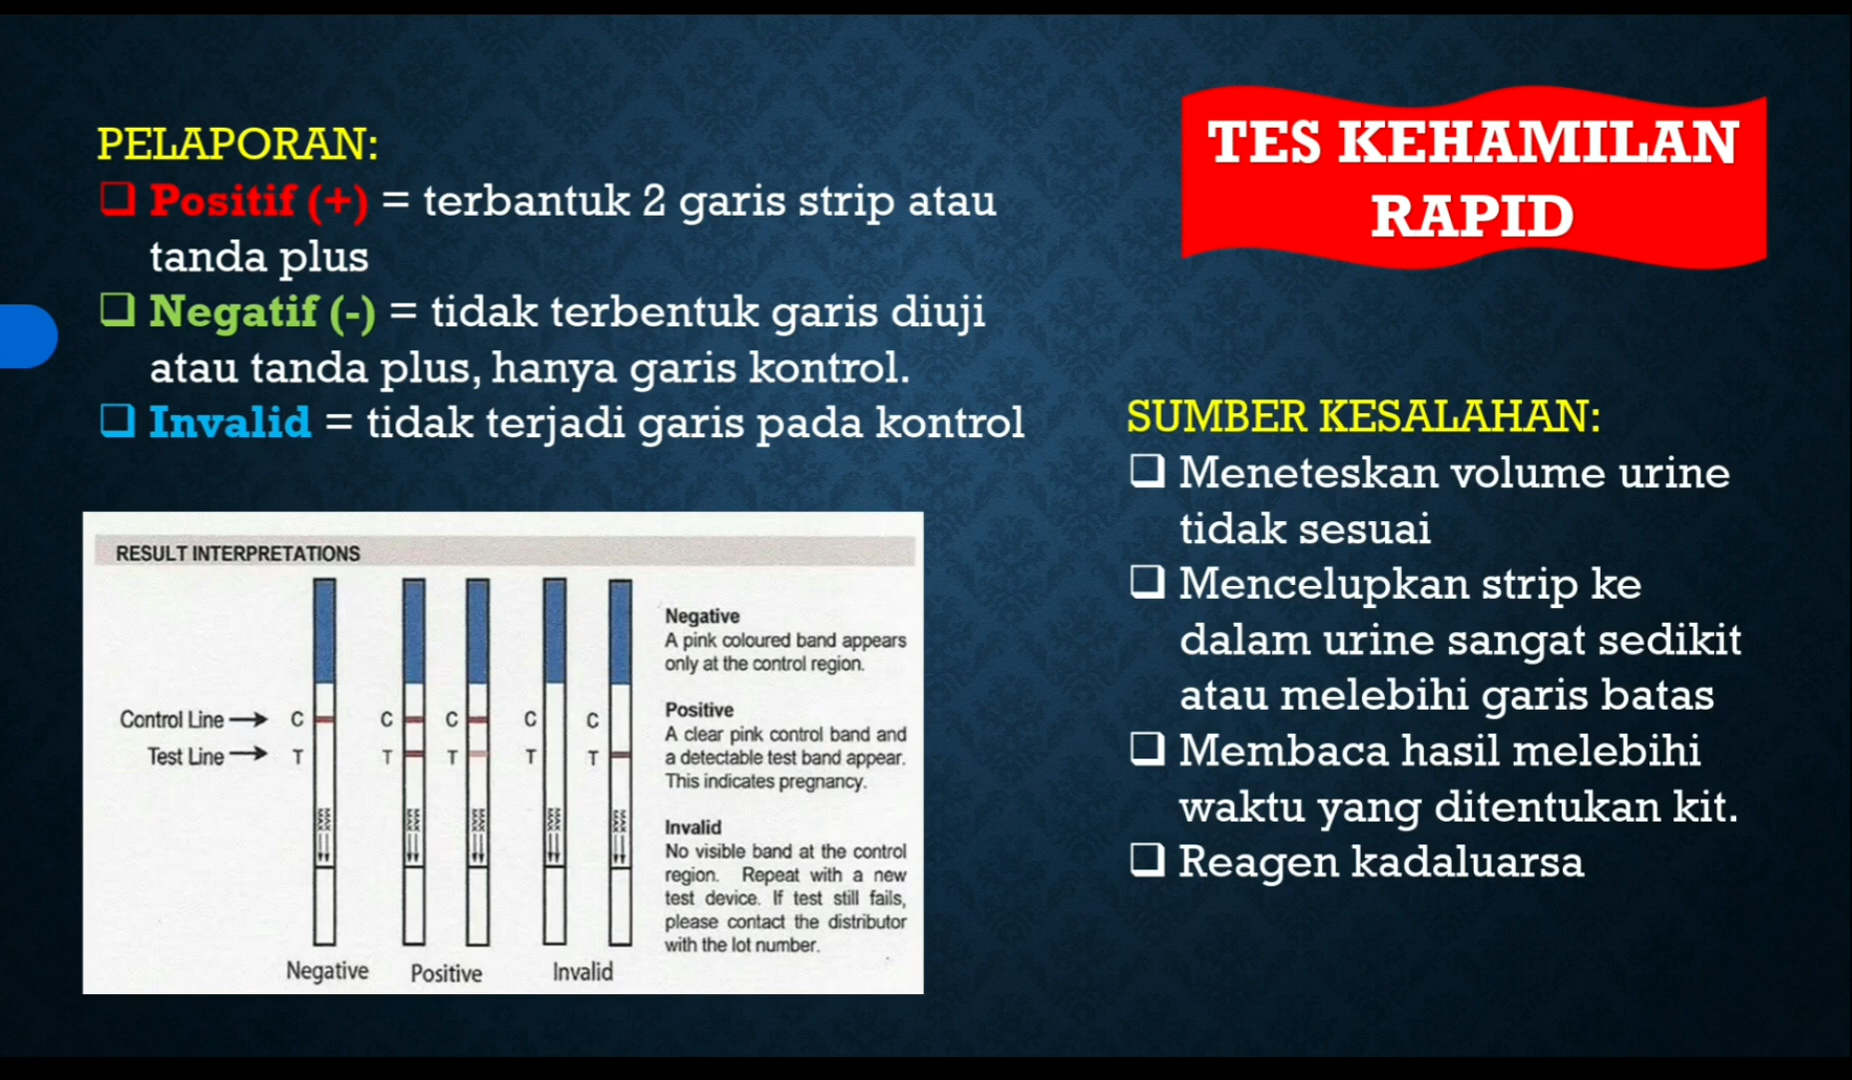 TES KEHAMILAN
RAPID
PELAPORAN:
Positif (+) = terbantuk 2 garis strip atau
tanda plus
Negatif (-) = tidak terbentuk garis diuji
atau tanda plus, hanya garis kontrol.
Invalid = tidak terjadi garis pada kontrol
RESULT INTERPRETATIONS
Control Line
Test Line
C C C C C
T T T T T
MAX MAX MAX MAX MAX
Negative
Positive
Invalid
Negative
A pink coloured band appears
only at the control region.
Positive
A clear pink control band and
a detectable test band appear.
This indicates pregnancy.
Invalid
No visible band at the control
region. Repeat with a new
test device. If test still fails,
please contact the distributor
with the lot number.
SUMBER KESALAHAN:
Meneteskan volume urine
tidak sesuai
Mencelupkan strip ke
dalam urine sangat sedikit
atau melebihi garis batas
Membaca hasil melebihi
waktu yang ditentukan kit.
Reagen kadaluarsa